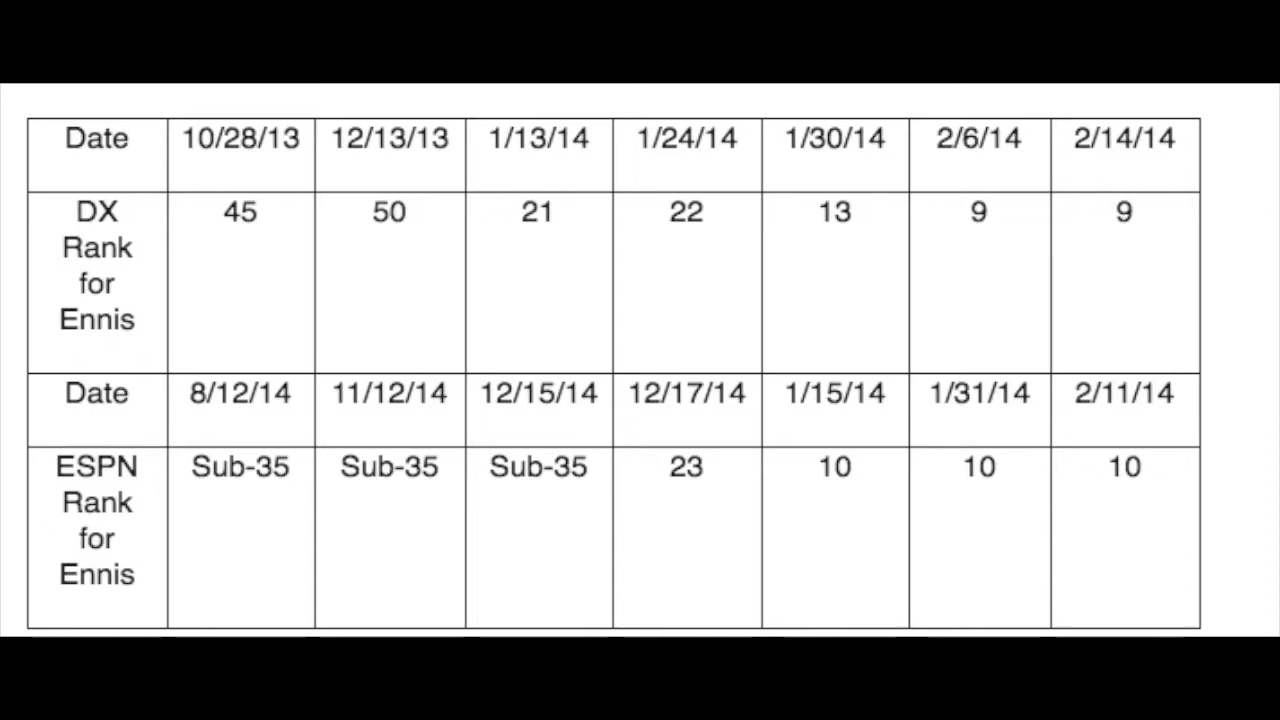 Date 10/28/13 12/13/13 1/13/14 1/24/14 1/30/14 2/6/14 2/14/14
DX 45 50 21 22 13 9 9
Rank
for
Ennis
Date 8/12/14 11/12/14 12/15/14 12/17/14 1/15/14 1/31/14 2/11/14
ESPN Sub-35 Sub-35 Sub-35 23 10 10 10
Rank
for
Ennis